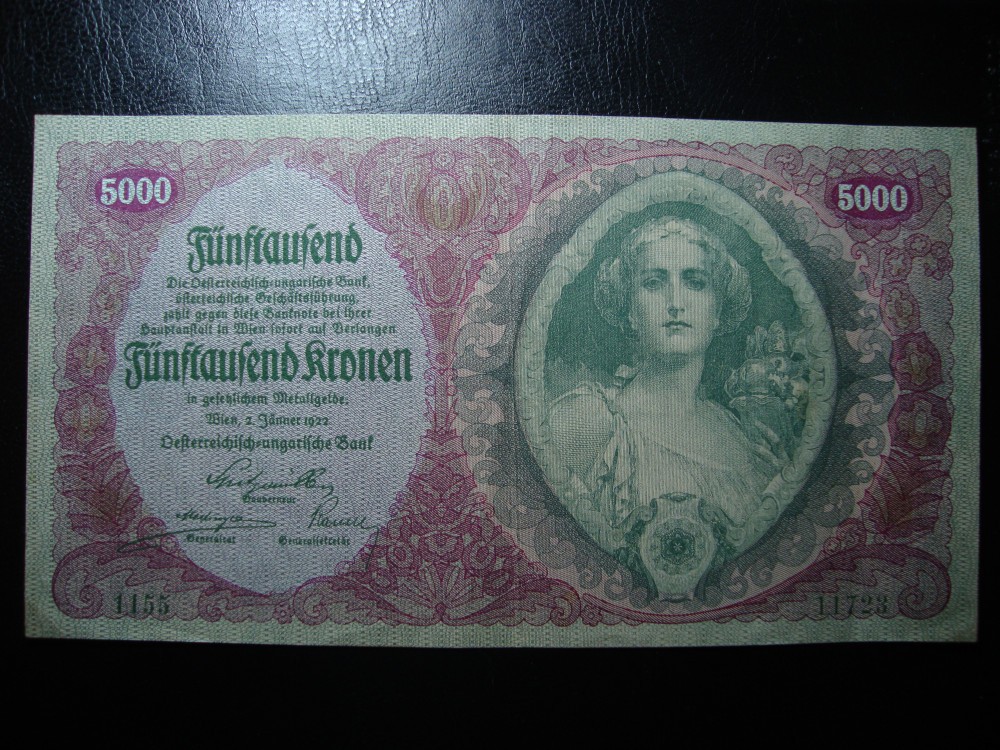 5000
5000
Fünftausend
Die Oesterreichisch-ungarische Bank,
österreichische Geschäftsführung,
zahlt gegen diese Banknote bei ihrer
Hauptanstalt in Wien sofort auf Verlangen
Fünftausend Kronen
in gesetzlichem Metallgelde.
Wien, 2. Jänner 1922
Oesterreichisch-ungarische Bank
Gouverneur
Generalrat Generalsekretär
1155
11723